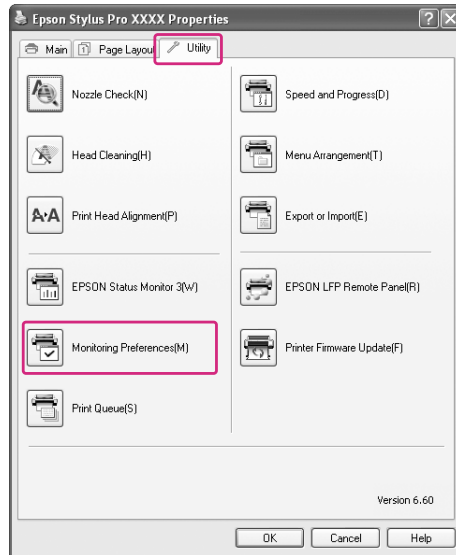 Epson Stylus Pro XXXX Properties
Main Page Layout Utility
Nozzle Check(N)
Speed and Progress(D)
Head Cleaning(H)
Menu Arrangement(T)
A▸A
Print Head Alignment(P)
Export or Import(E)
EPSON Status Monitor 3(W)
EPSON LFP Remote Panel(R)
Monitoring Preferences(M)
Printer Firmware Update(F)
Print Queue(S)
Version 6.60
OK Cancel Help